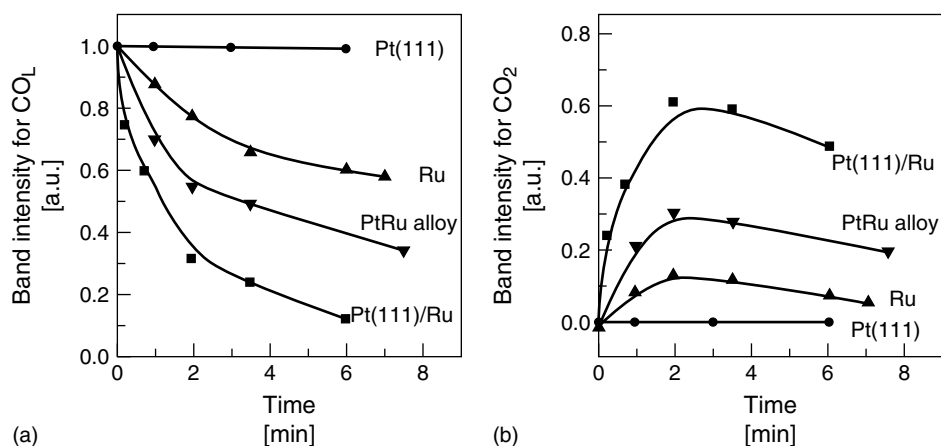 Band intensity for CO_L
[a.u.]
1.0
0.8
0.6
0.4
0.2
0.0
Pt(111)
Ru
PtRu alloy
Pt(111)/Ru
0 2 4 6 8
Time
[min]
(a)
Band intensity for CO₂
[a.u.]
0.8
0.6
0.4
0.2
0.0
Pt(111)/Ru
PtRu alloy
Ru
Pt(111)
0 2 4 6 8
Time
[min]
(b)